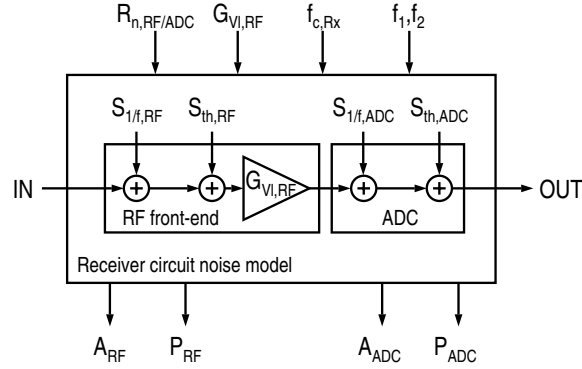 R_n,RF/ADC G_VI,RF f_c,Rx f_1,f_2
S_1/f,RF S_th,RF S_1/f,ADC S_th,ADC
IN + + G_VI,RF + + OUT
RF front-end ADC
Receiver circuit noise model
A_RF P_RF A_ADC P_ADC